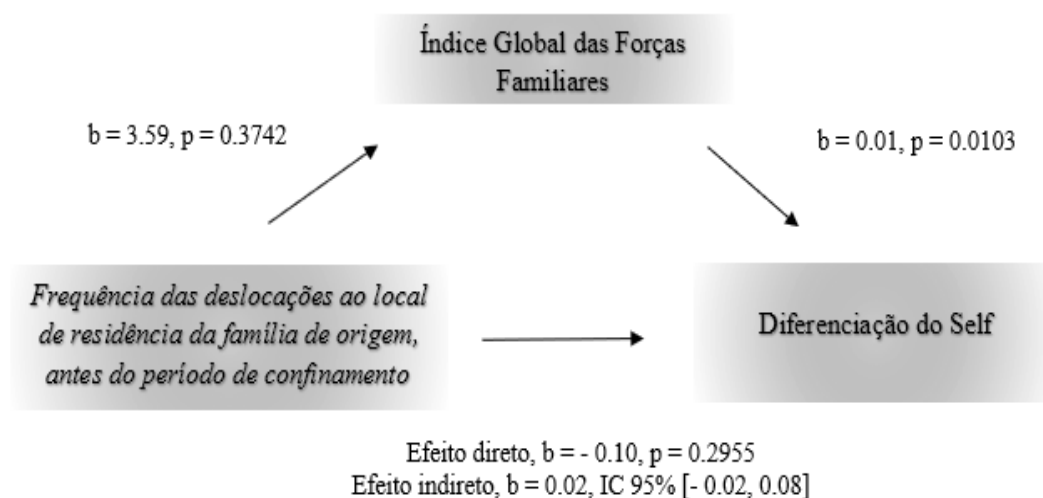 Índice Global das Forças
Familiares
b = 3.59, p = 0.3742
b = 0.01, p = 0.0103
Frequência das deslocações ao local
de residência da família de origem,
antes do período de confinamento
Diferenciação do Self
Efeito direto, b = - 0.10, p = 0.2955
Efeito indireto, b = 0.02, IC 95% [- 0.02, 0.08]